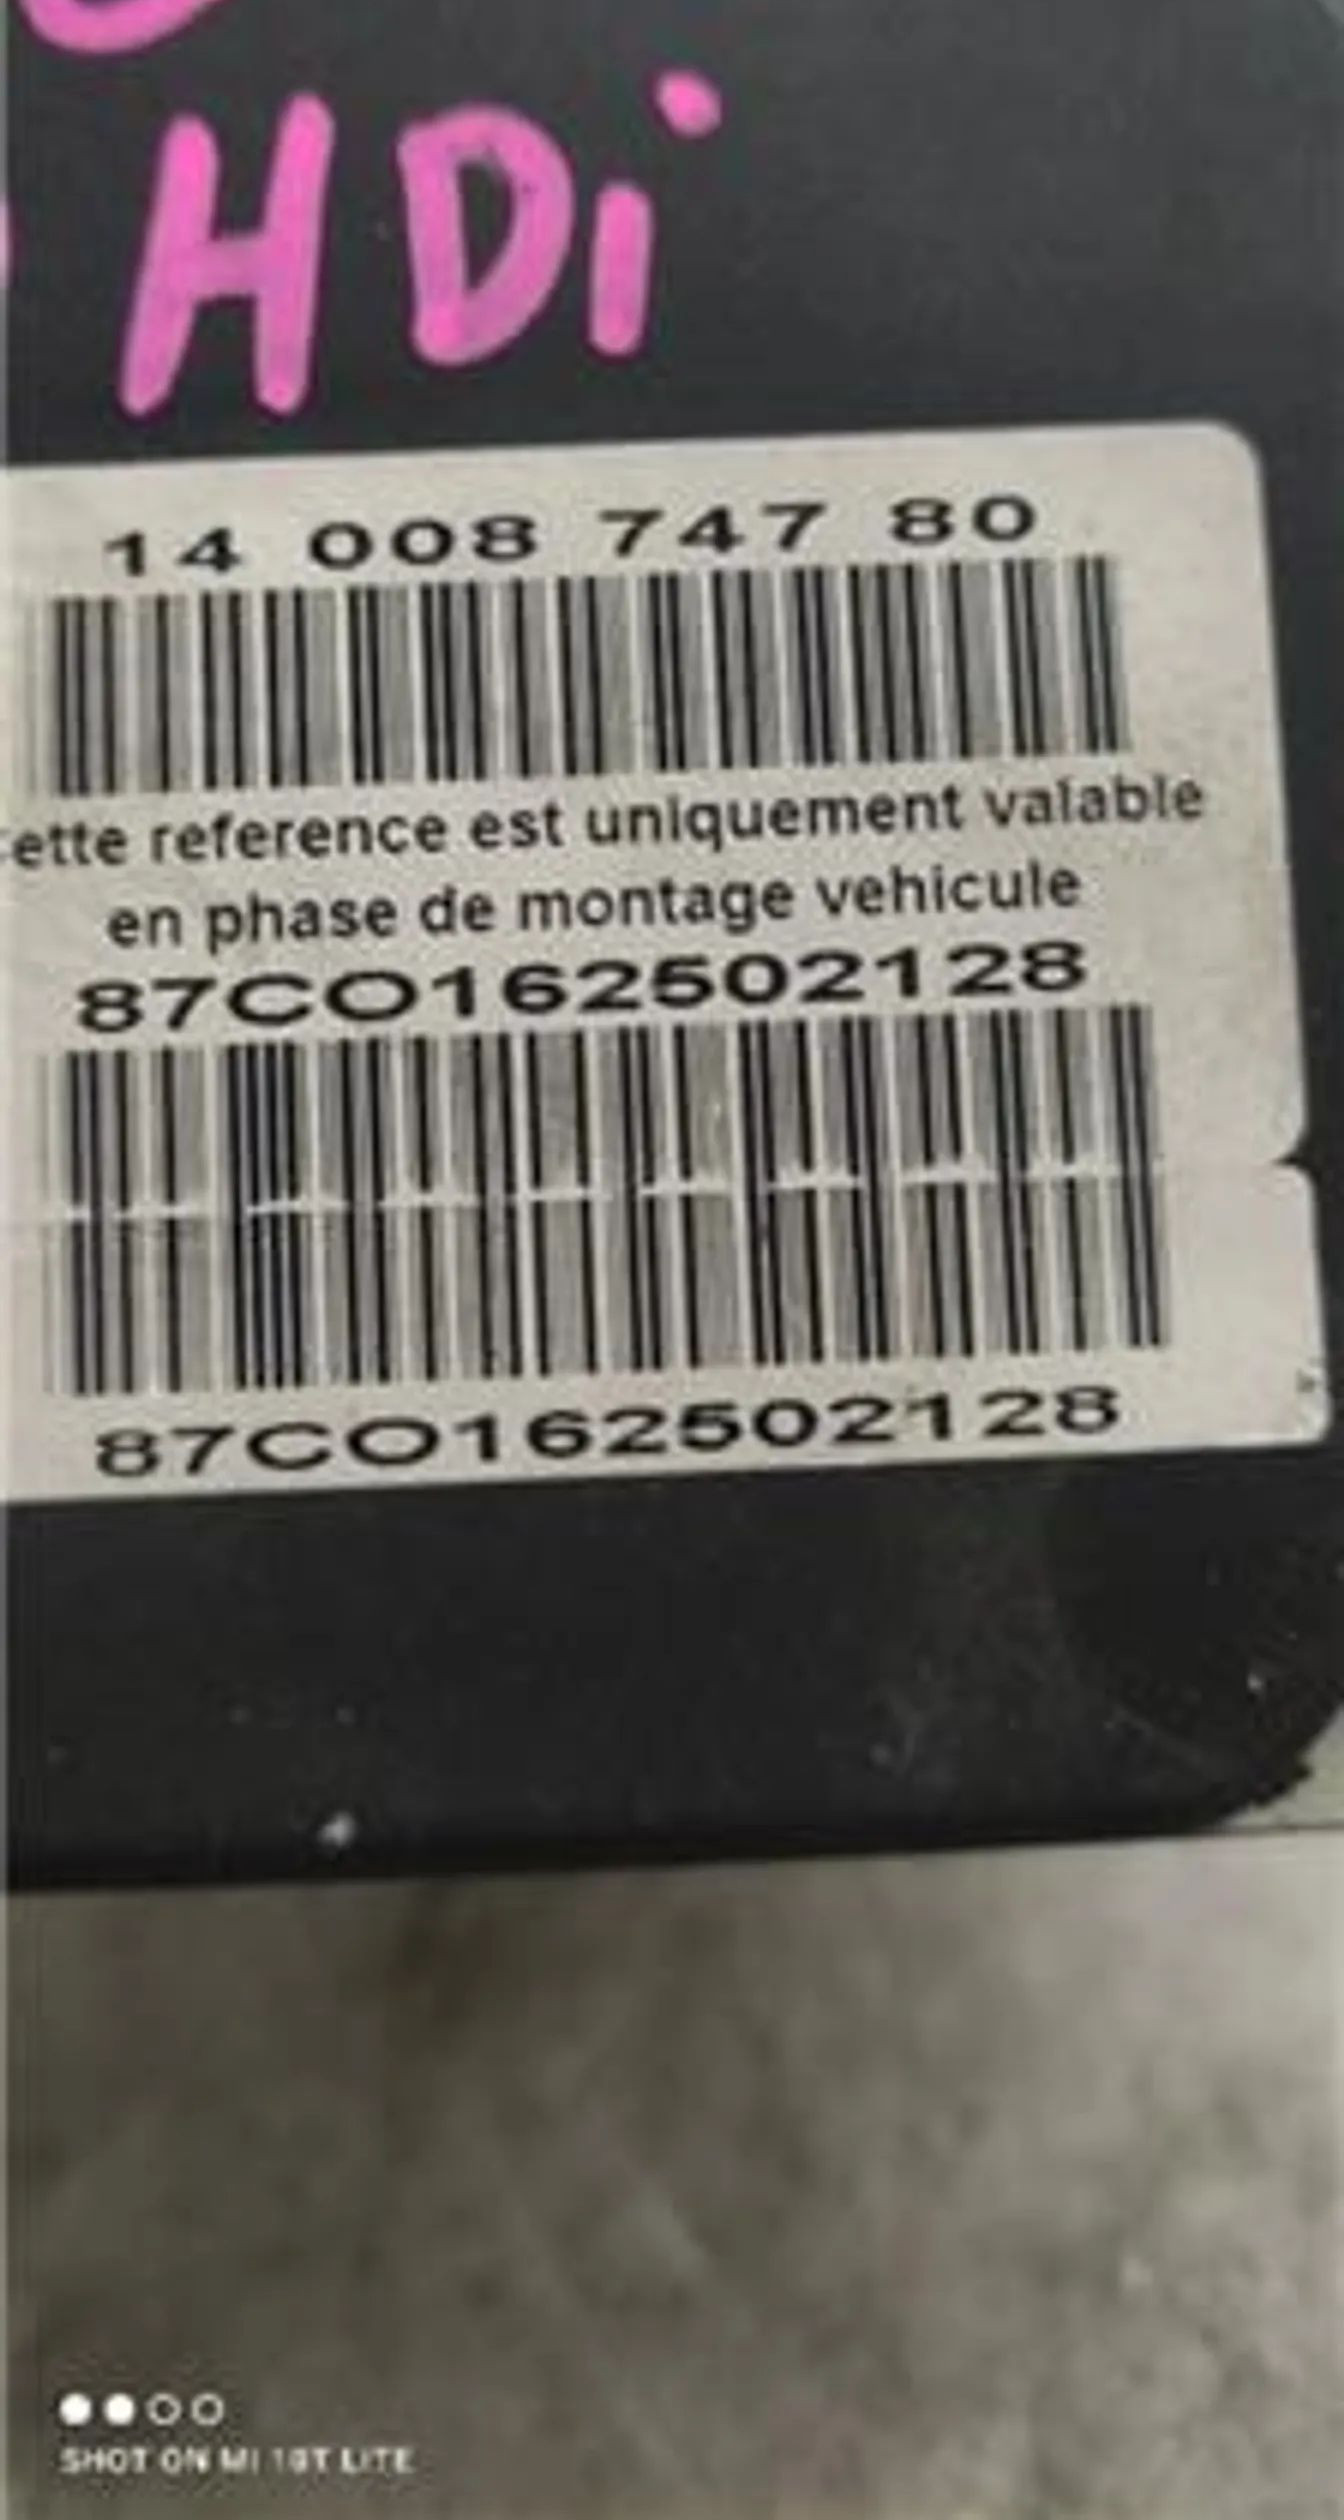 HDi
14 008 747 80
ette reference est uniquement valable
en phase de montage vehicule
87CO162502128
87CO162502128
SHOT ON MI 10T LITE